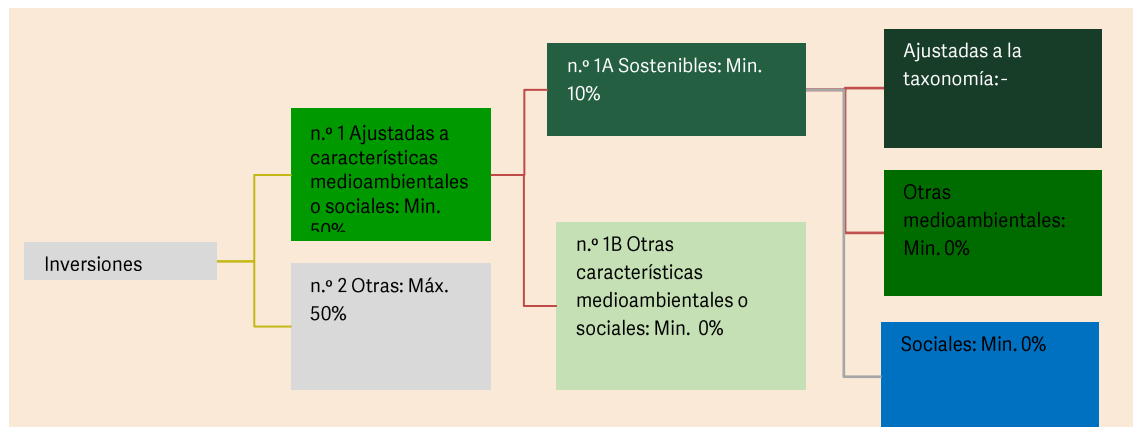 Inversiones
n.º 1 Ajustadas a
características
medioambientales
o sociales: Min.
50%
n.º 2 Otras: Máx.
50%
n.º 1A Sostenibles: Min.
10%
n.º 1B Otras
características
medioambientales o
sociales: Min. 0%
Ajustadas a la
taxonomía:-
Otras
medioambientales:
Min. 0%
Sociales: Min. 0%